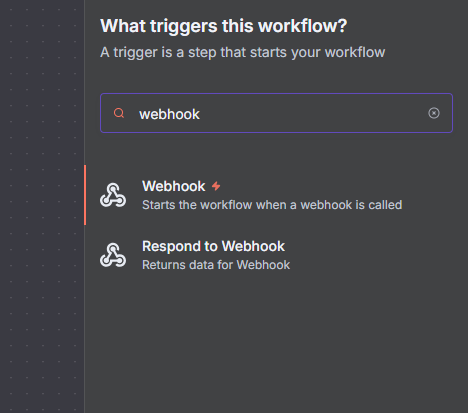 What triggers this workflow?
A trigger is a step that starts your workflow
webhook
Webhook
Starts the workflow when a webhook is called
Respond to Webhook
Returns data for Webhook